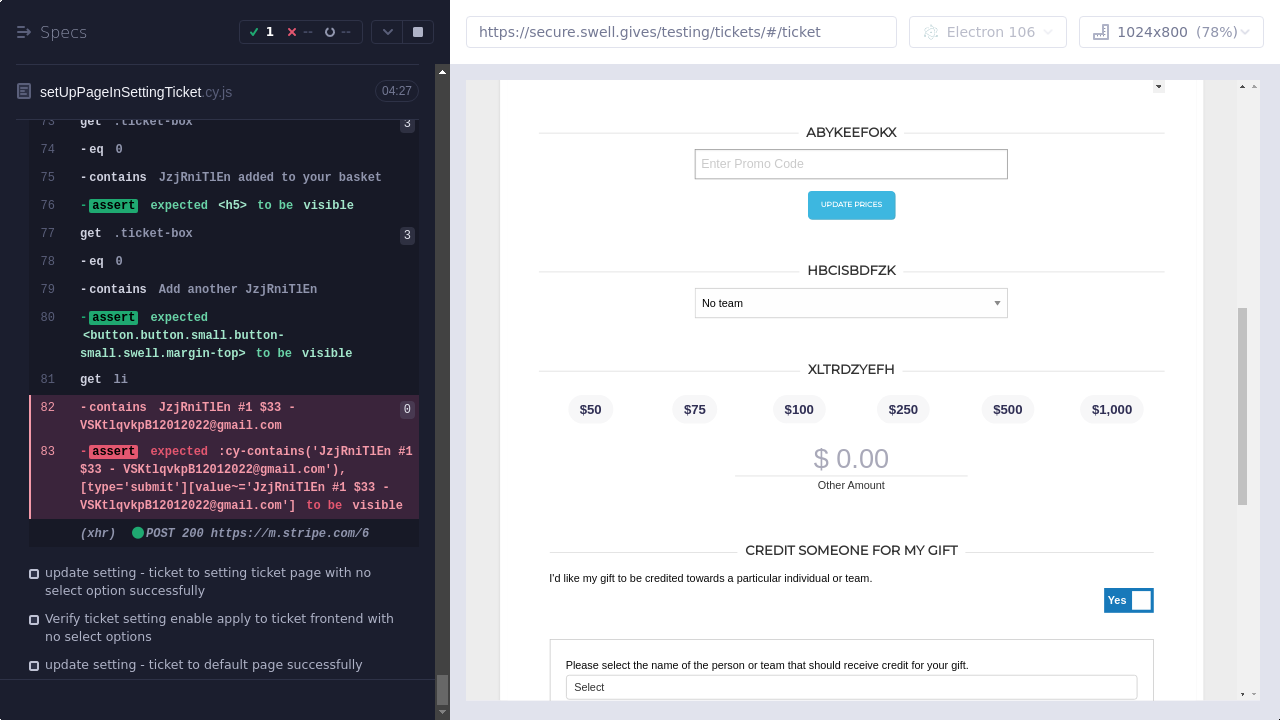 Specs
1
--
--
setUpPageInSettingTicket.cy.js
04:27
73 get .ticket-box 3
74 -eq 0
75 -contains JzjRniTlEn added to your basket
76 -assert expected <h5> to be visible
77 get .ticket-box 3
78 -eq 0
79 -contains Add another JzjRniTlEn
80 -assert expected
<button.button.small.button-
small.swell.margin-top> to be visible
81 get li
82 -contains JzjRniTlEn #1 $33 - 0
VSKtlqvkpB12012022@gmail.com
83 -assert expected :cy-contains('JzjRniTlEn #1
$33 - VSKtlqvkpB12012022@gmail.com'),
[type='submit'][value~='JzjRniTlEn #1 $33 -
VSKtlqvkpB12012022@gmail.com'] to be visible
(xhr) POST 200 https://m.stripe.com/6
update setting - ticket to setting ticket page with no
select option successfully
Verify ticket setting enable apply to ticket frontend with
no select options
update setting - ticket to default page successfully
https://secure.swell.gives/testing/tickets/#/ticket
Electron 106
1024x800 (78%)
ABYKEEFOKX
Enter Promo Code
UPDATE PRICES
HBCISBDFZK
No team
XLTRDZYEFH
$50 $75 $100 $250 $500 $1,000
$ 0.00
Other Amount
CREDIT SOMEONE FOR MY GIFT
I'd like my gift to be credited towards a particular individual or team.
Yes
Please select the name of the person or team that should receive credit for your gift.
Select